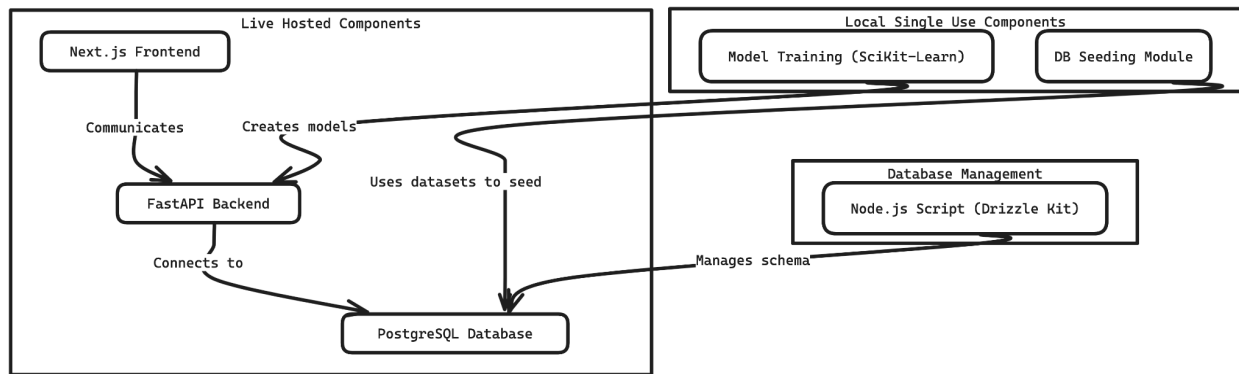 Live Hosted Components
Next.js Frontend
Communicates
Creates models
FastAPI Backend
Uses datasets to seed
Connects to
PostgreSQL Database
Local Single Use Components
Model Training (SciKit-Learn)
DB Seeding Module
Database Management
Node.js Script (Drizzle Kit)
Manages schema